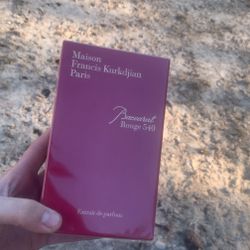 Maison
Francis Kurkdjian
Paris
Baccarat
Rouge 540
Extrait de parfum